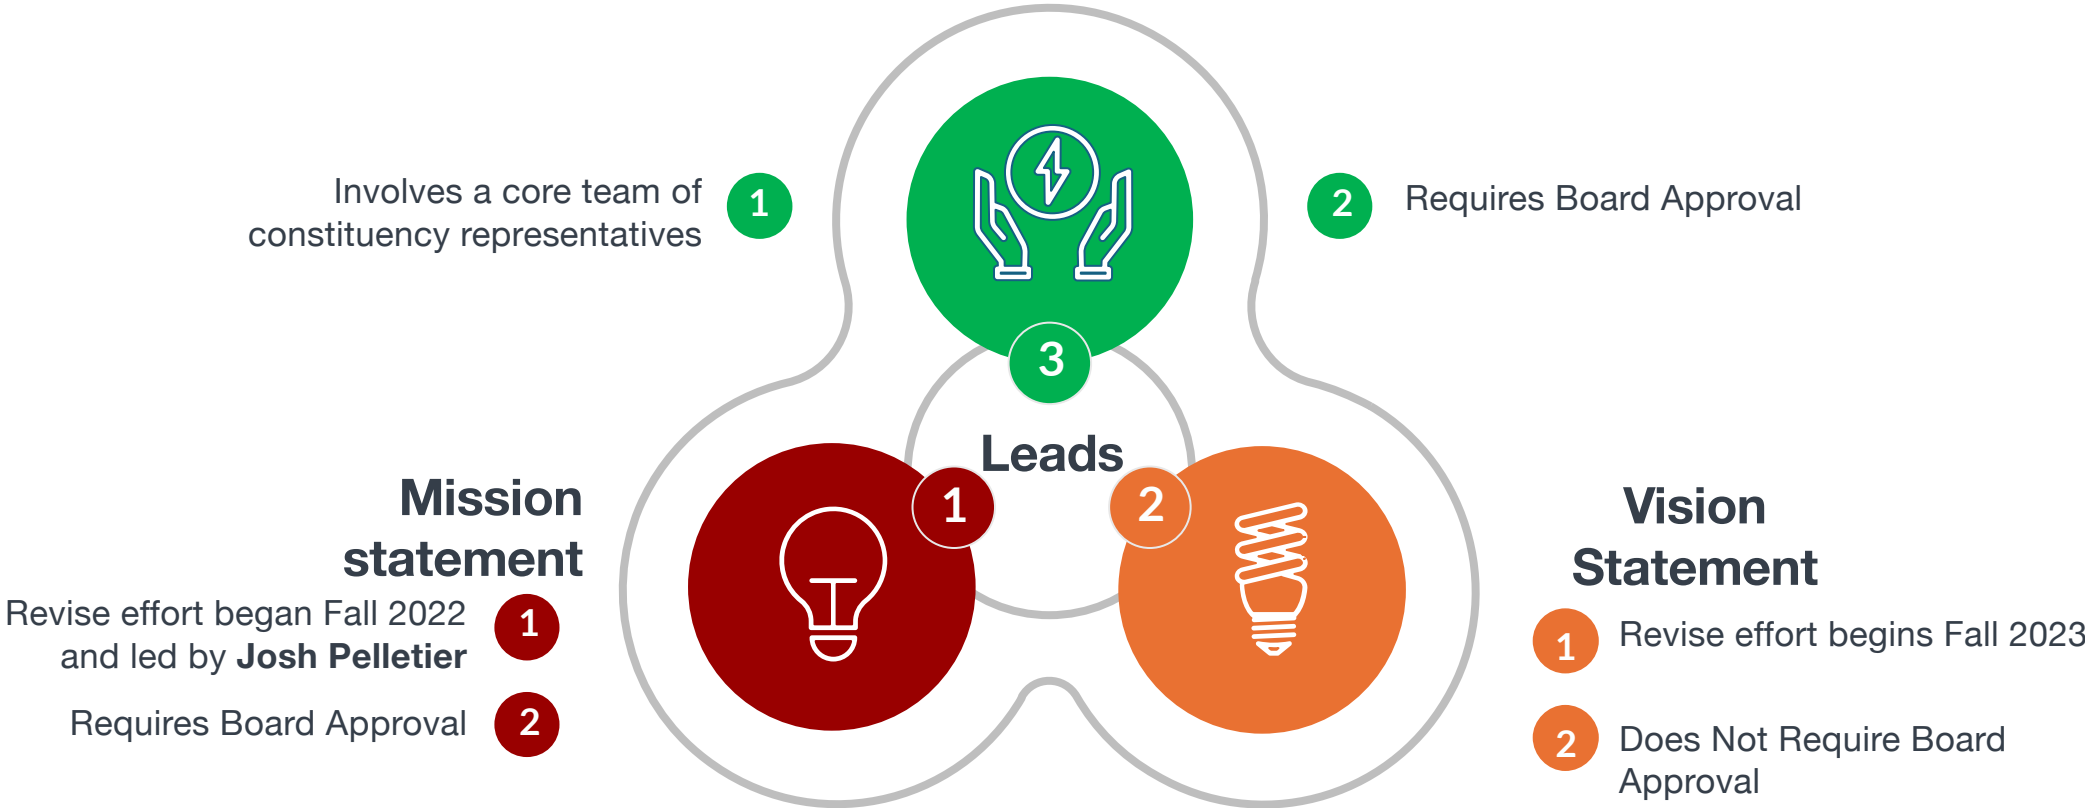 Involves a core team of
constituency representatives
1
2
Requires Board Approval
3
Leads
1
2
Mission
statement
Revise effort began Fall 2022
and led by Josh Pelletier
1
Requires Board Approval
2
Vision
Statement
1
Revise effort begins Fall 2023
2
Does Not Require Board
Approval